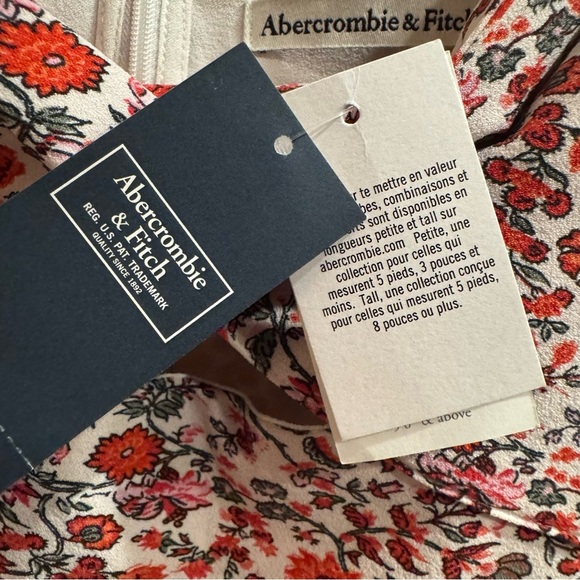 Abercrombie & Fitch
Abercrombie
& Fitch
REG. U.S. PAT. TRADEMARK
QUALITY SINCE 1892
te mettre en valeur
combinaisons et
sont disponibles en
longueurs petite et tall sur
abercrombie.com Petite, une
collection pour celles qui
mesurent 5 pieds, 3 pouces et
moins. Tall, une collection conçue
pour celles qui mesurent 5 pieds,
8 pouces ou plus.
& above